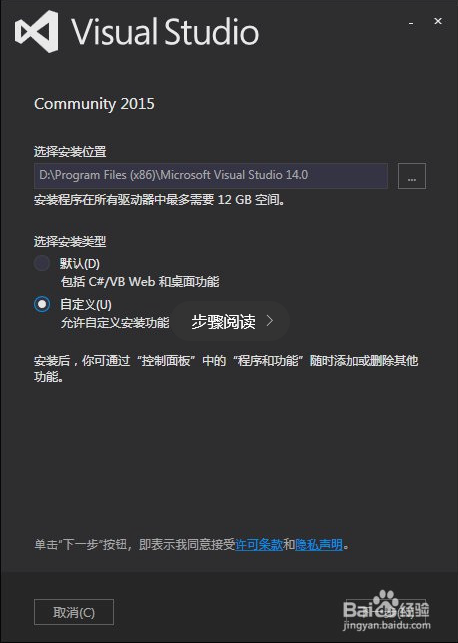 Visual Studio
Community 2015
选择安装位置
D:\Program Files (x86)\Microsoft Visual Studio 14.0
...
安装程序在所有驱动器中最多需要 12 GB 空间。
选择安装类型
默认(D)
包括 C#/VB Web 和桌面功能
自定义(U)
允许自定义安装功能
步骤阅读
安装后，你可通过“控制面板”中的“程序和功能”随时添加或删除其他
功能。
单击"下一步"按钮，即表示我同意接受许可条款和隐私声明。
取消(C)
Baidu 经验
jingyan.baidu.com